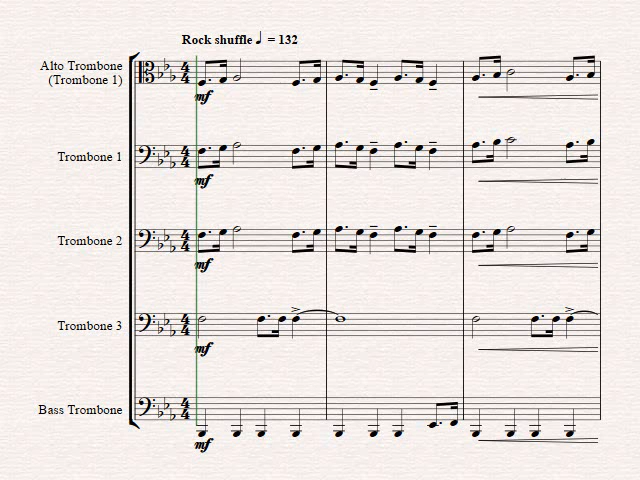 Rock shuffle ♩ = 132
Alto Trombone
(Trombone 1)
mf
Trombone 1
mf
Trombone 2
mf
Trombone 3
mf
Bass Trombone
mf